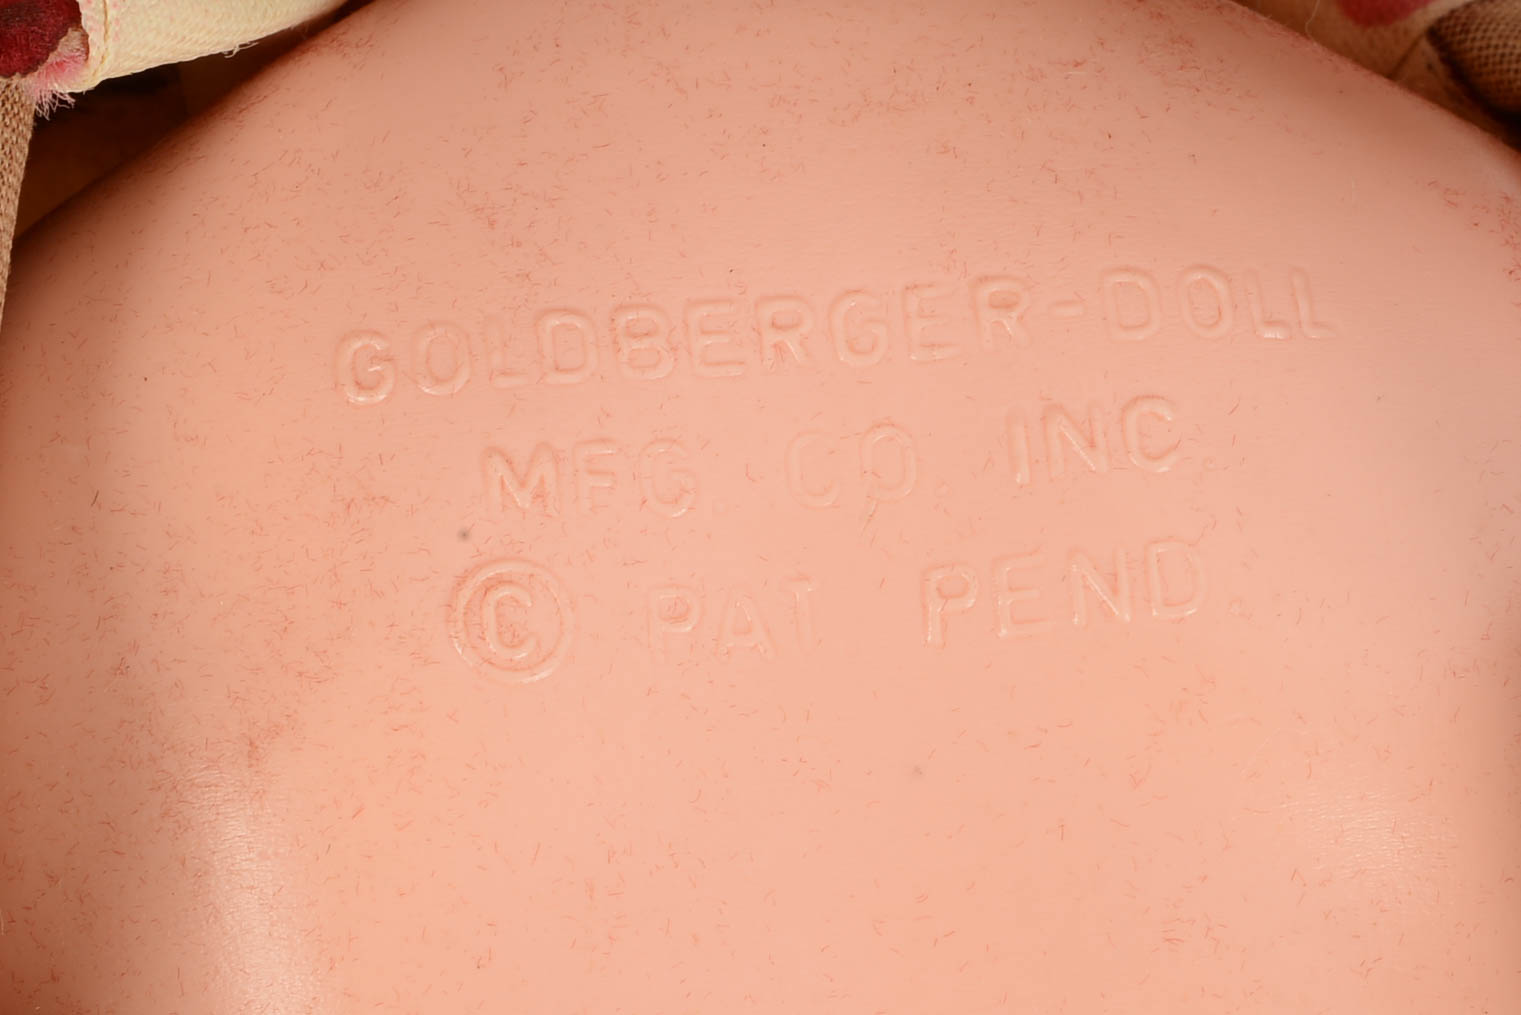 GOLDBERGER-DOLL
MFG. CO. INC.
© PAT. PEND.